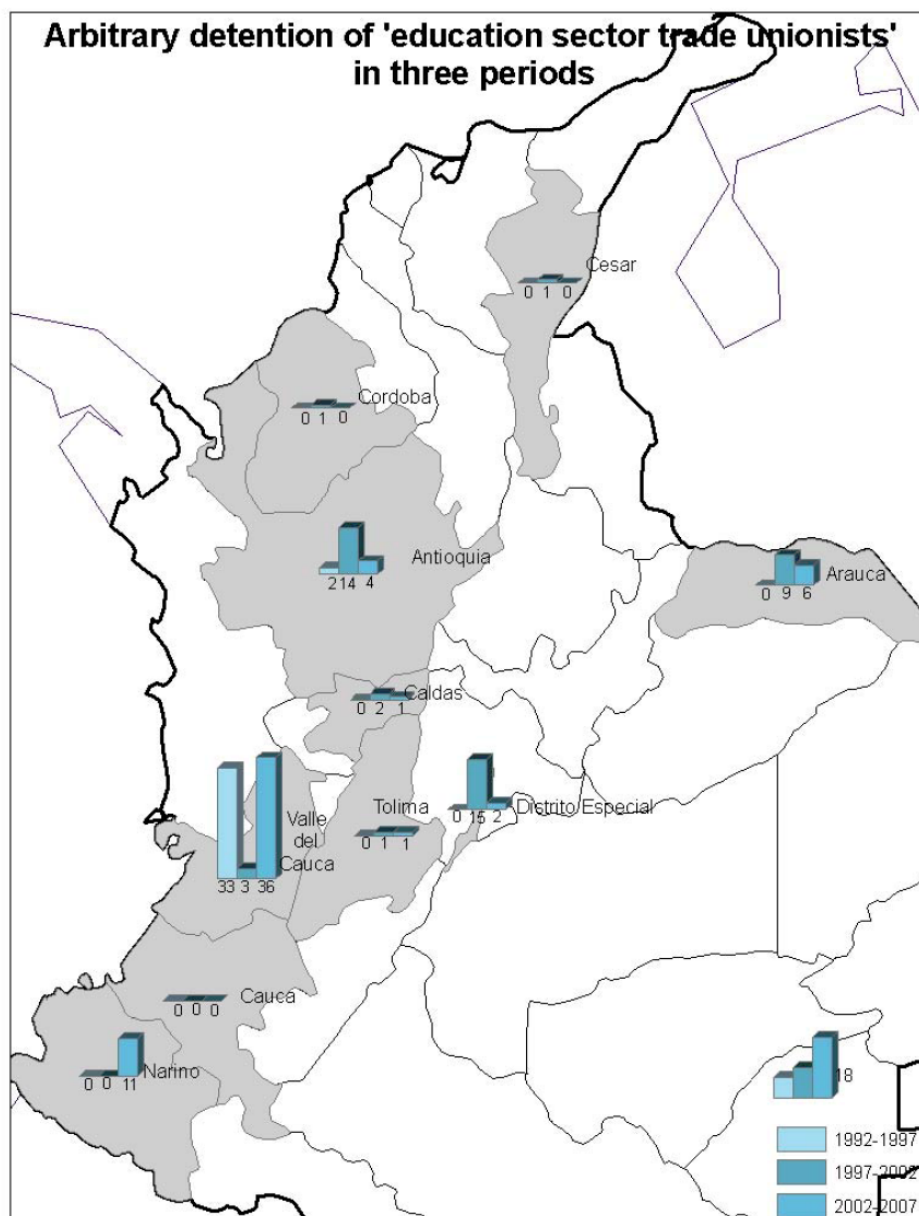 Arbitrary detention of 'education sector trade unionists'
in three periods
Cesar
0 1 0
Cordoba
0 1 0
Antioquia
2 14 4
Arauca
0 9 6
Caldas
0 2 1
Valle
del
Cauca
33 3 36
Tolima
0 1 1
Distrito Especial
0 15 2
Cauca
0 0 0
Narino
0 0 11
18
1992-1997
1997-2002
2002-2007